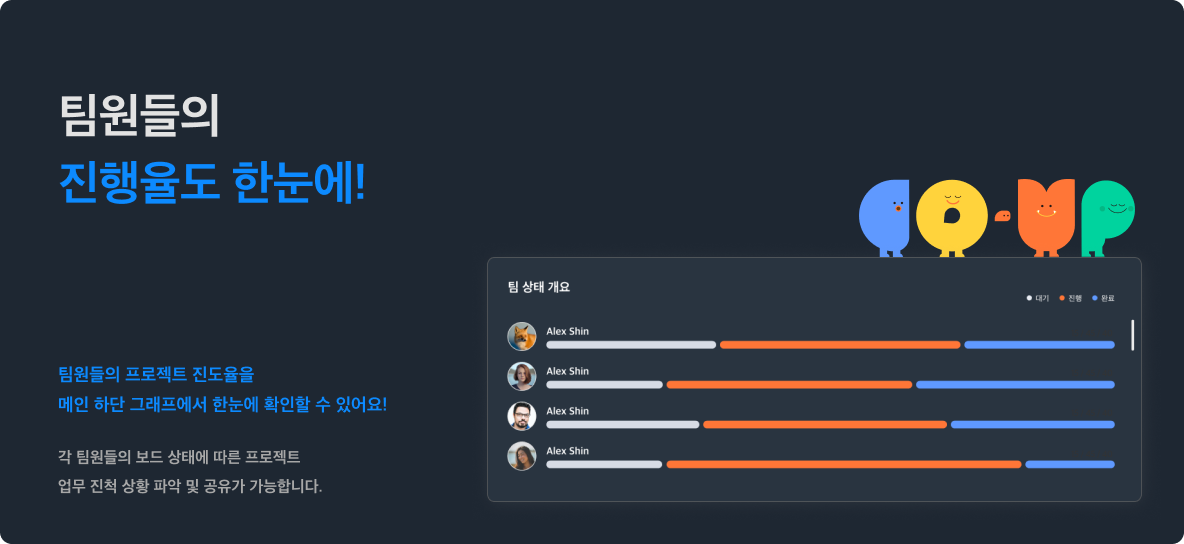 팀원들의
진행율도 한눈에!
팀원들의 프로젝트 진도율을
메인 하단 그래프에서 한눈에 확인할 수 있어요!
각 팀원들의 보드 상태에 따른 프로젝트
업무 진척 상황 파악 및 공유가 가능합니다.
DO-UP
팀 상태 개요
대기 진행 완료
Alex Shin
Alex Shin
Alex Shin
Alex Shin